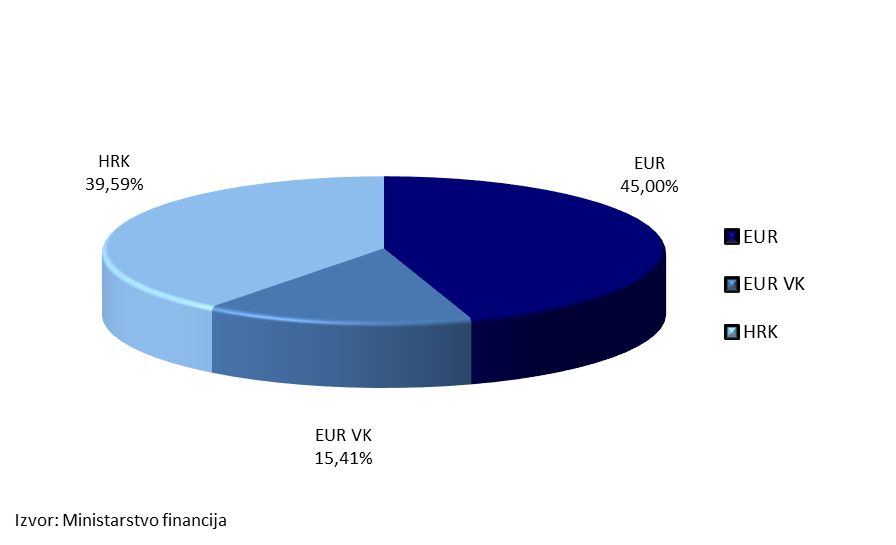 HRK
39,59%
EUR
45,00%
EUR
EUR VK
HRK
EUR VK
15,41%
Izvor: Ministarstvo financija